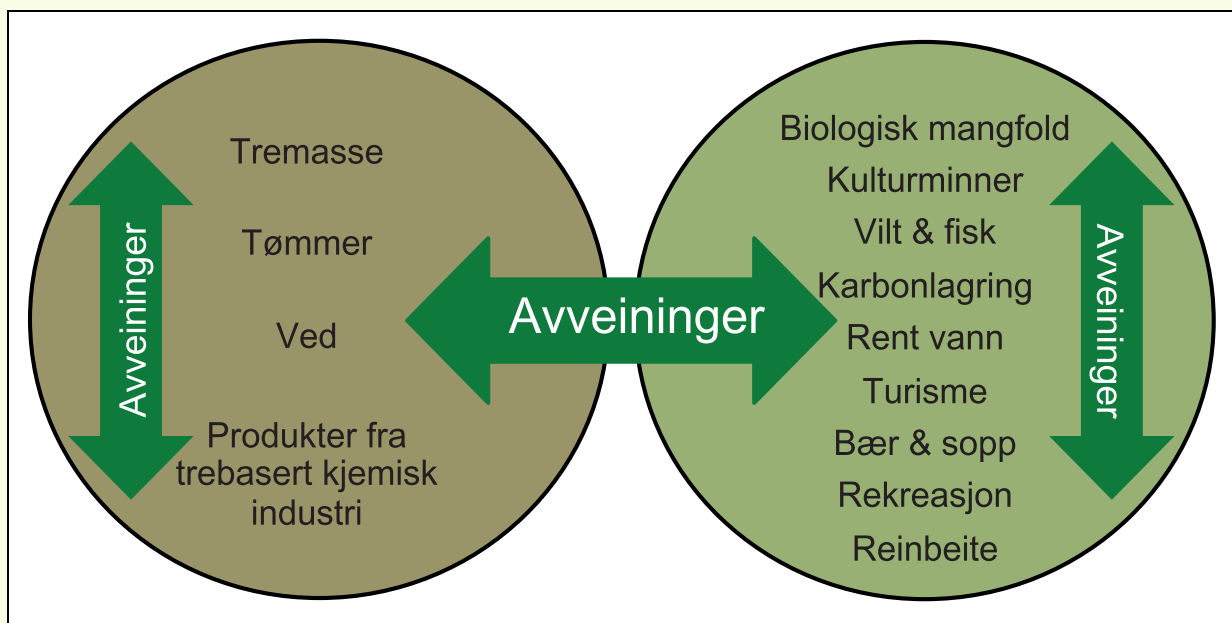 Avveininger
Tremasse
Tømmer
Ved
Produkter fra
trebasert kjemisk
industri
Avveininger
Biologisk mangfold
Kulturminner
Vilt & fisk
Karbonlagring
Rent vann
Turisme
Bær & sopp
Rekreasjon
Reinbeite
Avveininger